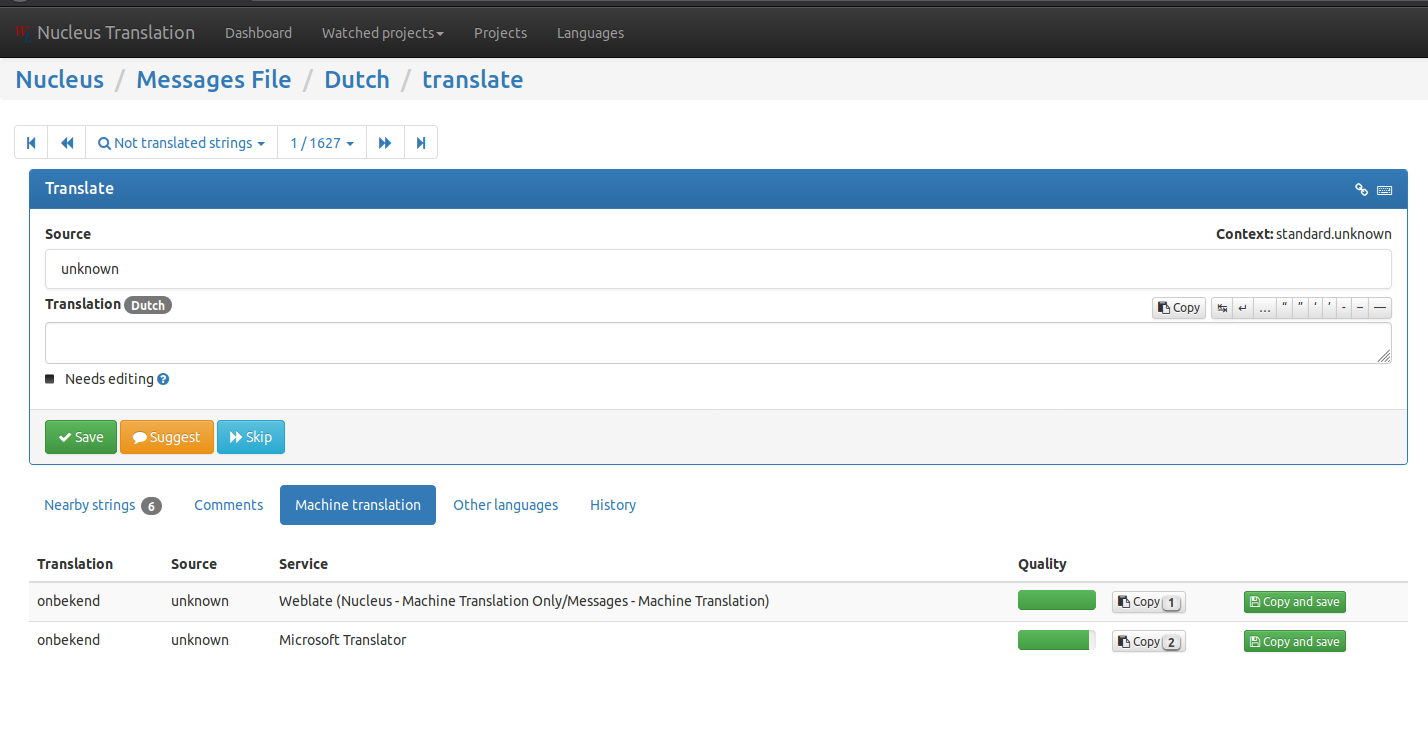 Nucleus Translation Dashboard Watched projects Projects Languages
Nucleus / Messages File / Dutch / translate
Not translated strings 1 / 1627
Translate
Source Context: standard.unknown
unknown
Translation Dutch Copy ↹ ↵ … “ ” ‘ ’ - – —
Needs editing ?
Save Suggest Skip
Nearby strings 6 Comments Machine translation Other languages History
Translation Source Service Quality
onbekend unknown Weblate (Nucleus - Machine Translation Only/Messages - Machine Translation) Copy 1 Copy and save
onbekend unknown Microsoft Translator Copy 2 Copy and save